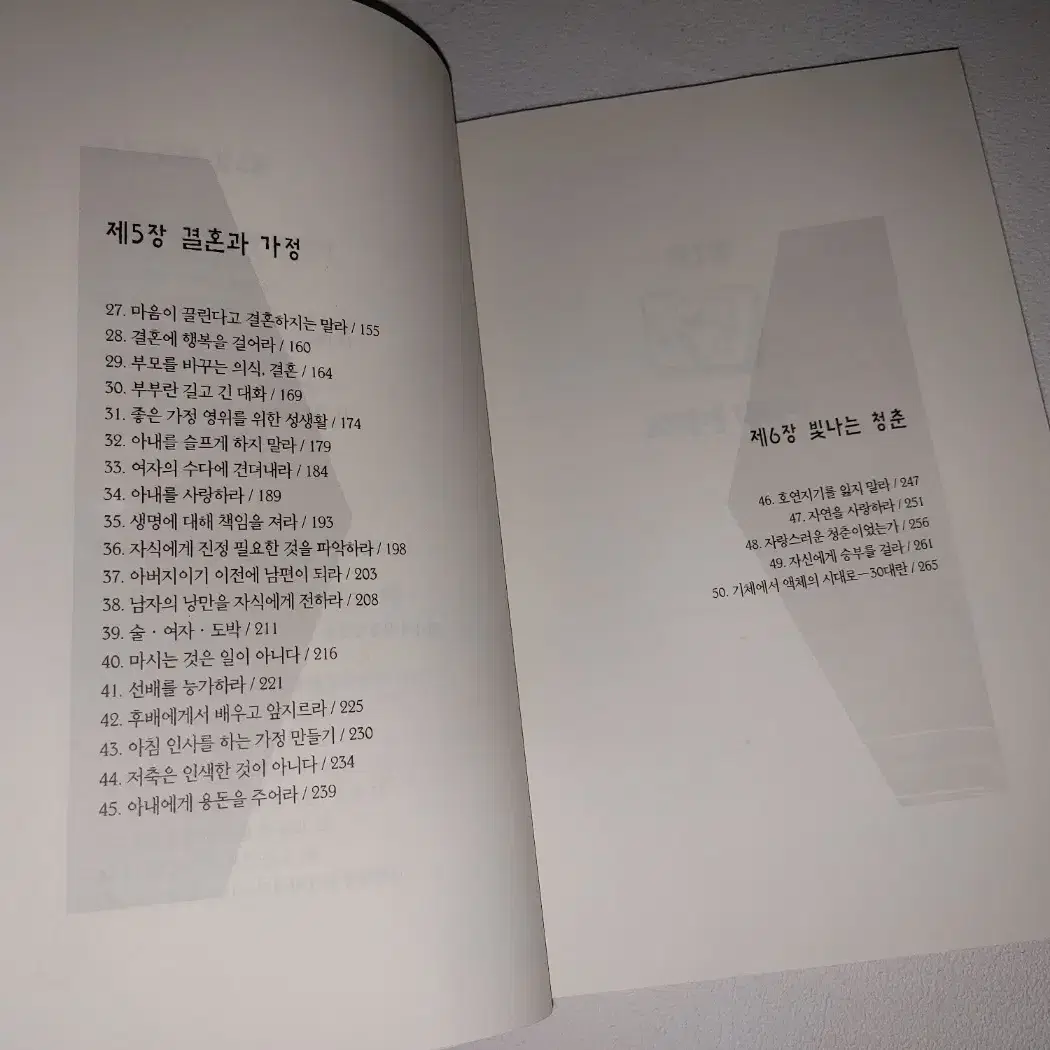 제5장 결혼과 가정
27. 마음이 끌린다고 결혼하지는 말라 / 155
28. 결혼에 행복을 걸어라 / 160
29. 부모를 바꾸는 의식, 결혼 / 164
30. 부부란 길고 긴 대화 / 169
31. 좋은 가정 영위를 위한 성생활 / 174
32. 아내를 슬프게 하지 말라 / 179
33. 여자의 수다에 견뎌내라 / 184
34. 아내를 사랑하라 / 189
35. 생명에 대해 책임을 져라 / 193
36. 자식에게 진정 필요한 것을 파악하라 / 198
37. 아버지이기 이전에 남편이 되라 / 203
38. 남자의 낭만을 자식에게 전하라 / 208
39. 술 · 여자 · 도박 / 211
40. 마시는 것은 일이 아니다 / 216
41. 선배를 능가하라 / 221
42. 후배에게서 배우고 앞지르라 / 225
43. 아침 인사를 하는 가정 만들기 / 230
44. 저축은 인색한 것이 아니다 / 234
45. 아내에게 용돈을 주어라 / 239
제6장 빛나는 청춘
46. 호연지기를 잃지 말라 / 247
47. 자연을 사랑하라 / 251
48. 자랑스러운 청춘이었는가 / 256
49. 자신에게 승부를 걸라 / 261
50. 기체에서 액체의 시대로—30대란 / 265